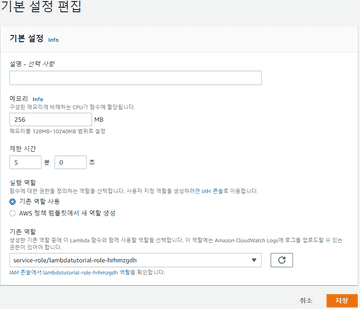 기본 설정 편집
기본 설정 Info
설명 - 선택 사항
메모리 Info
구성된 메모리에 비례하는 CPU가 함수에 할당됩니다.
256 MB
메모리를 128MB~10240MB 범위로 설정
제한 시간
5 분 0 초
실행 역할
함수에 대한 권한을 정의하는 역할을 선택합니다. 사용자 지정 역할을 생성하려면 IAM 콘솔로 이동합니다.
기존 역할 사용
AWS 정책 템플릿에서 새 역할 생성
기존 역할
생성한 기존 역할 중에 이 Lambda 함수와 함께 사용할 역할을 선택합니다. 이 역할에는 Amazon CloudWatch Logs에 로그를 업로드할 수 있는
권한이 있어야 합니다.
service-role/lambdatutorial-role-hrhmzgdh
IAM 콘솔에서 lambdatutorial-role-hrhmzgdh 역할을 확인합니다.
취소 저장